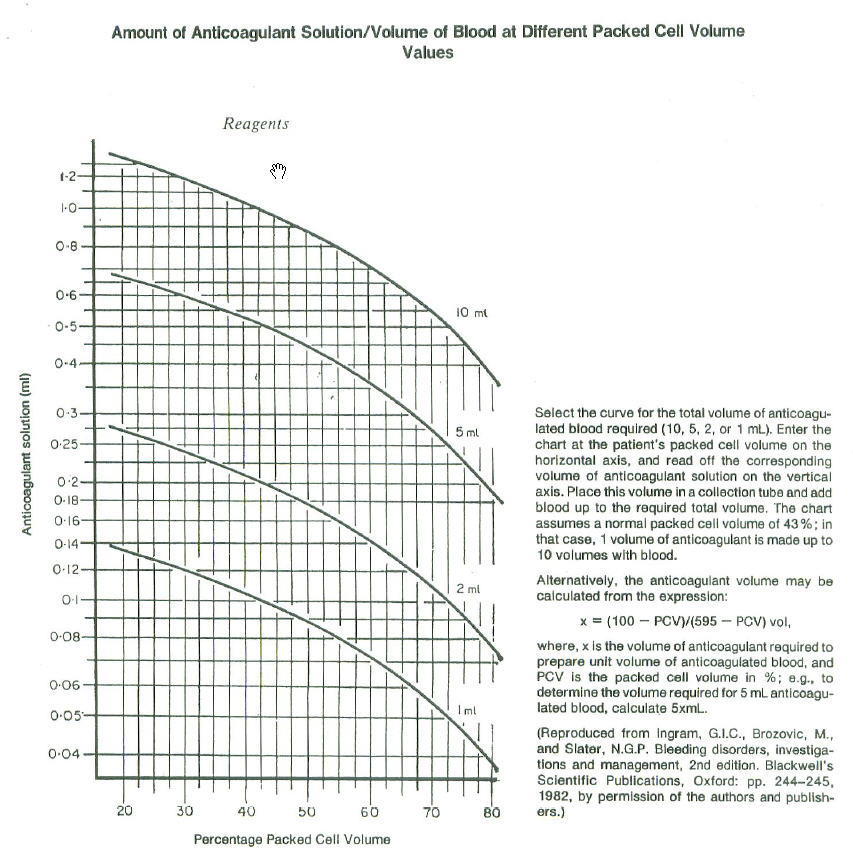 Amount of Anticoagulant Solution/Volume of Blood at Different Packed Cell Volume
Values
Reagents
1·2
1·0
0·8
0·6
0·5
0·4
0·3
0·25
0·2
0·18
0·16
0·14
0·12
0·1
0·08
0·06
0·05
0·04
Anticoagulant solution (ml)
10 ml
5 ml
2 ml
1 ml
20 30 40 50 60 70 80
Percentage Packed Cell Volume
Select the curve for the total volume of anticoagu-
lated blood required (10, 5, 2, or 1 mL). Enter the
chart at the patient's packed cell volume on the
horizontal axis, and read off the corresponding
volume of anticoagulant solution on the vertical
axis. Place this volume in a collection tube and add
blood up to the required total volume. The chart
assumes a normal packed cell volume of 43%; in
that case, 1 volume of anticoagulant is made up to
10 volumes with blood.
Alternatively, the anticoagulant volume may be
calculated from the expression:
x = (100 − PCV)/(595 − PCV) vol,
where, x is the volume of anticoagulant required to
prepare unit volume of anticoagulated blood, and
PCV is the packed cell volume in %; e.g., to
determine the volume required for 5 mL anticoagu-
lated blood, calculate 5xmL.
(Reproduced from Ingram, G.I.C., Brozovic, M.,
and Slater, N.G.P. Bleeding disorders, investiga-
tions and management, 2nd edition. Blackwell's
Scientific Publications, Oxford: pp. 244–245,
1982, by permission of the authors and publish-
ers.)